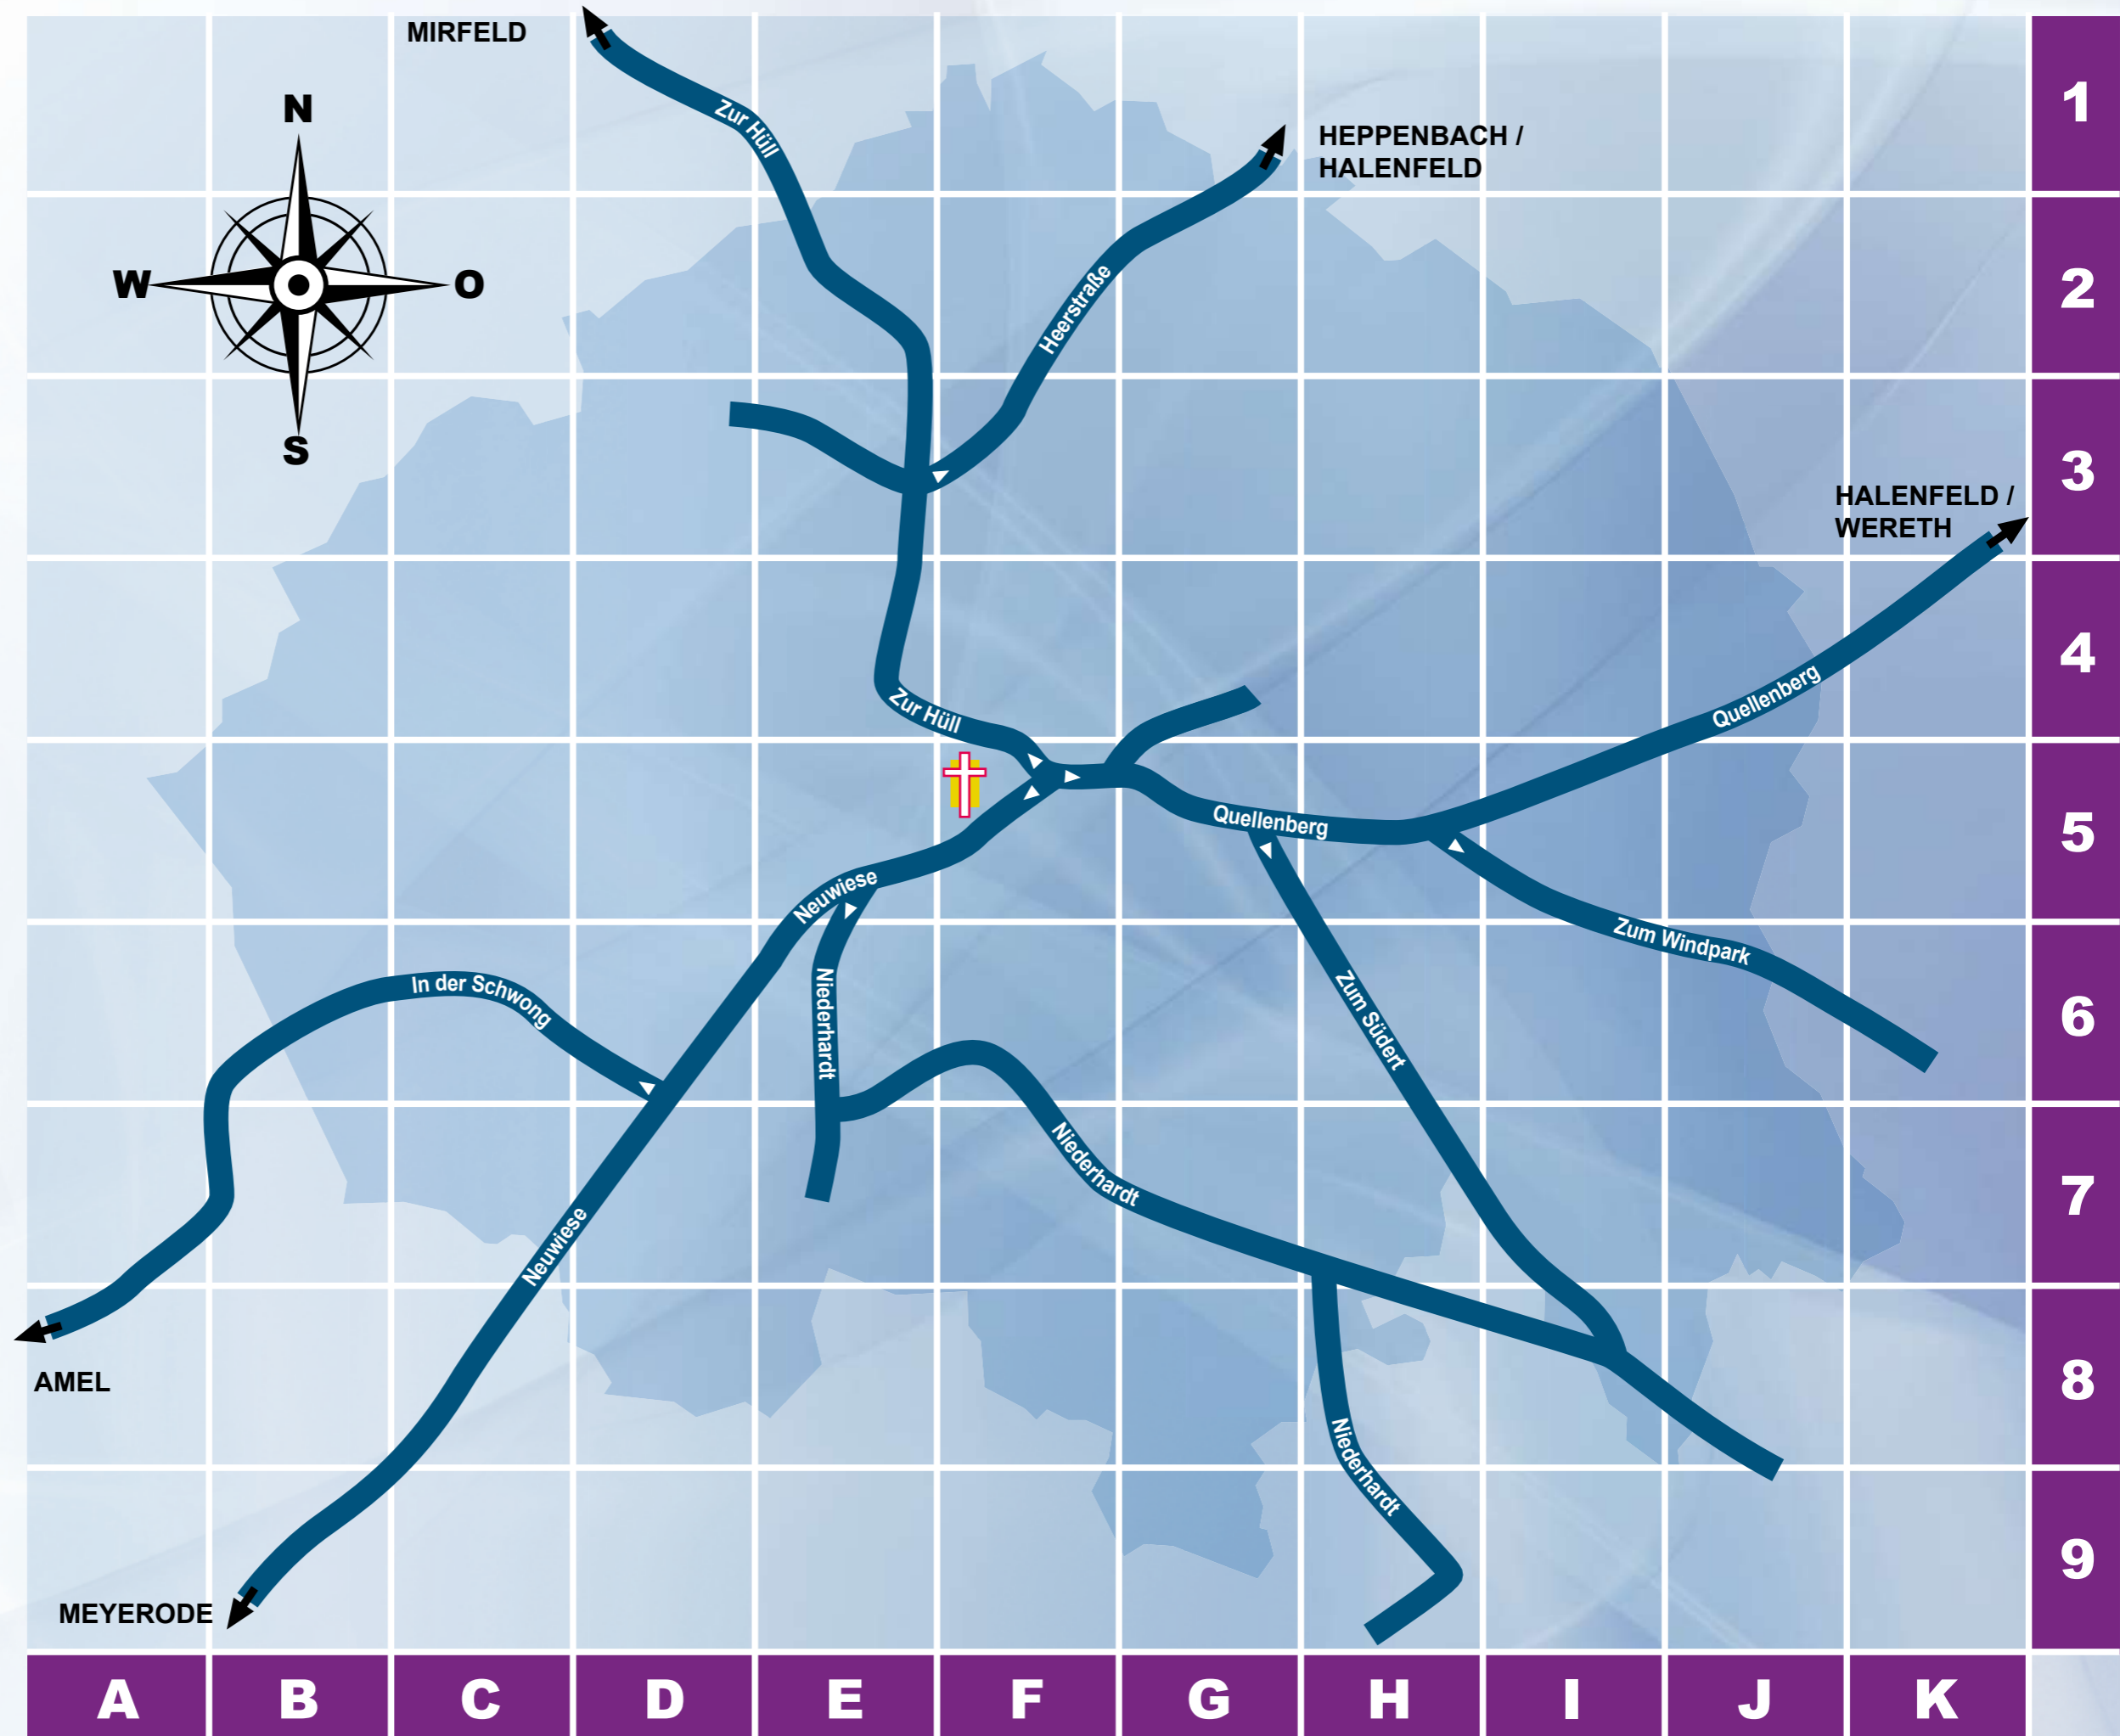 MIRFELD
1
Zur Hüll
N
HEPPENBACH /
HALENFELD
W
O
2
Heerstraße
S
3
HALENFELD /
WERETH
4
Zur Hüll
Quellenberg
Quellenberg
5
Neuwiese
Zum Windpark
In der Schwong
Niederhardt
Zum Südert
6
Niederhardt
7
Neuwiese
AMEL
8
Niederhardt
9
MEYERODE
A B C D E F G H I J K